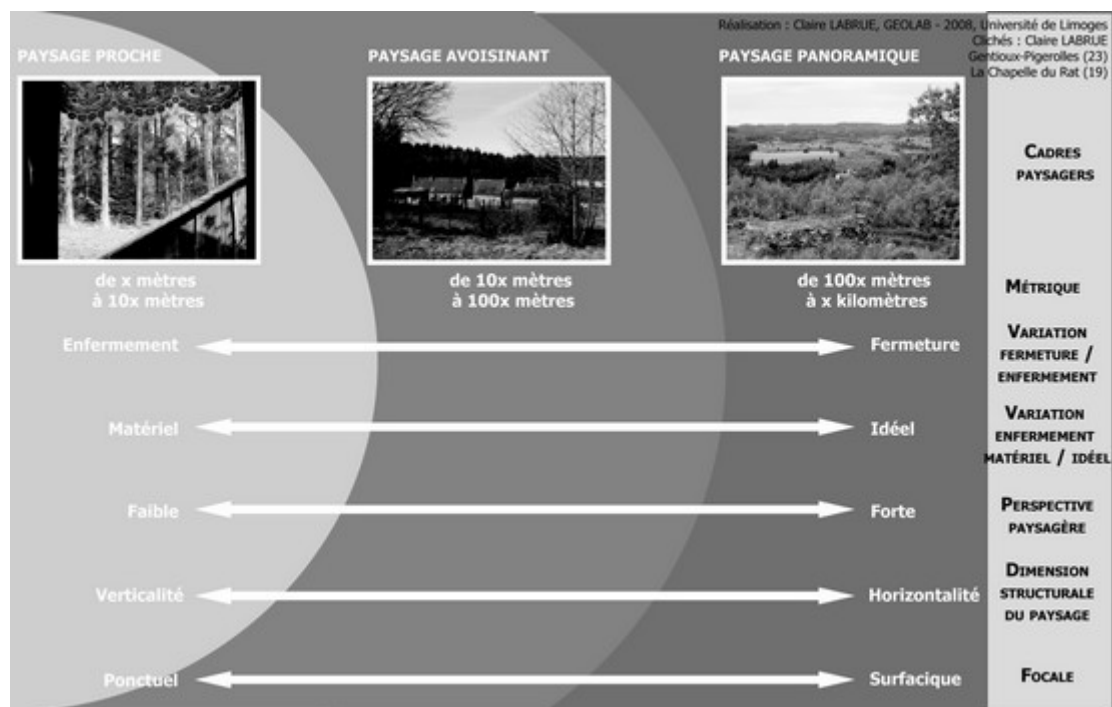 Réalisation : Claire LABRUE, GEOLAB - 2008, Université de Limoges
Clichés : Claire LABRUE
Gentioux-Pigerolles (23)
La Chapelle du Rat (19)
PAYSAGE PROCHE
PAYSAGE AVOISINANT
PAYSAGE PANORAMIQUE
CADRES
PAYSAGERS
de x mètres
à 10x mètres
de 10x mètres
à 100x mètres
de 100x mètres
à x kilomètres
MÉTRIQUE
Enfermement
Fermeture
VARIATION
FERMETURE /
ENFERMEMENT
Matériel
Idéel
VARIATION
ENFERMEMENT
MATÉRIEL / IDÉEL
Faible
Forte
PERSPECTIVE
PAYSAGÈRE
Verticalité
Horizontalité
DIMENSION
STRUCTURALE
DU PAYSAGE
Ponctuel
Surfacique
FOCALE